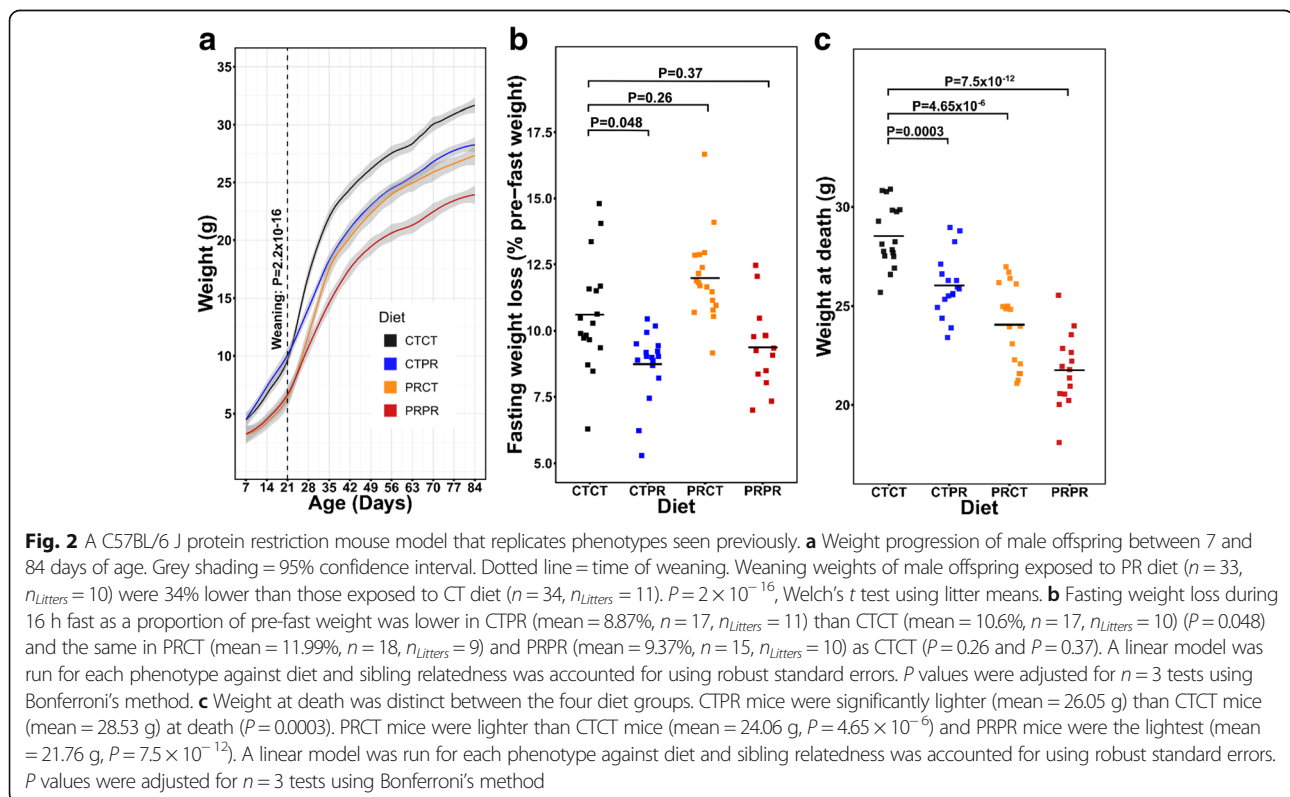 a
35
30
25
20
15
10
5
Weight (g)
Weaning: P=2.2x10-16
Diet
CTCT
CTPR
PRCT
PRPR
7 14 21 28 35 42 49 56 63 70 77 84
Age (Days)
b
P=0.37
P=0.26
P=0.048
17.5
15.0
12.5
10.0
7.5
5.0
Fasting weight loss (% pre−fast weight)
CTCT CTPR PRCT PRPR
Diet
c
P=7.5x10-12
P=4.65x10-6
P=0.0003
30
25
20
Weight at death (g)
CTCT CTPR PRCT PRPR
Diet
Fig. 2 A C57BL/6 J protein restriction mouse model that replicates phenotypes seen previously. a Weight progression of male offspring between 7 and
84 days of age. Grey shading = 95% confidence interval. Dotted line = time of weaning. Weaning weights of male offspring exposed to PR diet (n = 33,
nLitters = 10) were 34% lower than those exposed to CT diet (n = 34, nLitters = 11). P = 2 × 10−16, Welch's t test using litter means. b Fasting weight loss during
16 h fast as a proportion of pre-fast weight was lower in CTPR (mean = 8.87%, n = 17, nLitters = 11) than CTCT (mean = 10.6%, n = 17, nLitters = 10) (P = 0.048)
and the same in PRCT (mean = 11.99%, n = 18, nLitters = 9) and PRPR (mean = 9.37%, n = 15, nLitters = 10) as CTCT (P = 0.26 and P = 0.37). A linear model was
run for each phenotype against diet and sibling relatedness was accounted for using robust standard errors. P values were adjusted for n = 3 tests using
Bonferroni's method. c Weight at death was distinct between the four diet groups. CTPR mice were significantly lighter (mean = 26.05 g) than CTCT mice
(mean = 28.53 g) at death (P = 0.0003). PRCT mice were lighter than CTCT mice (mean = 24.06 g, P = 4.65 × 10−6) and PRPR mice were the lightest (mean
= 21.76 g, P = 7.5 × 10−12). A linear model was run for each phenotype against diet and sibling relatedness was accounted for using robust standard errors.
P values were adjusted for n = 3 tests using Bonferroni's method